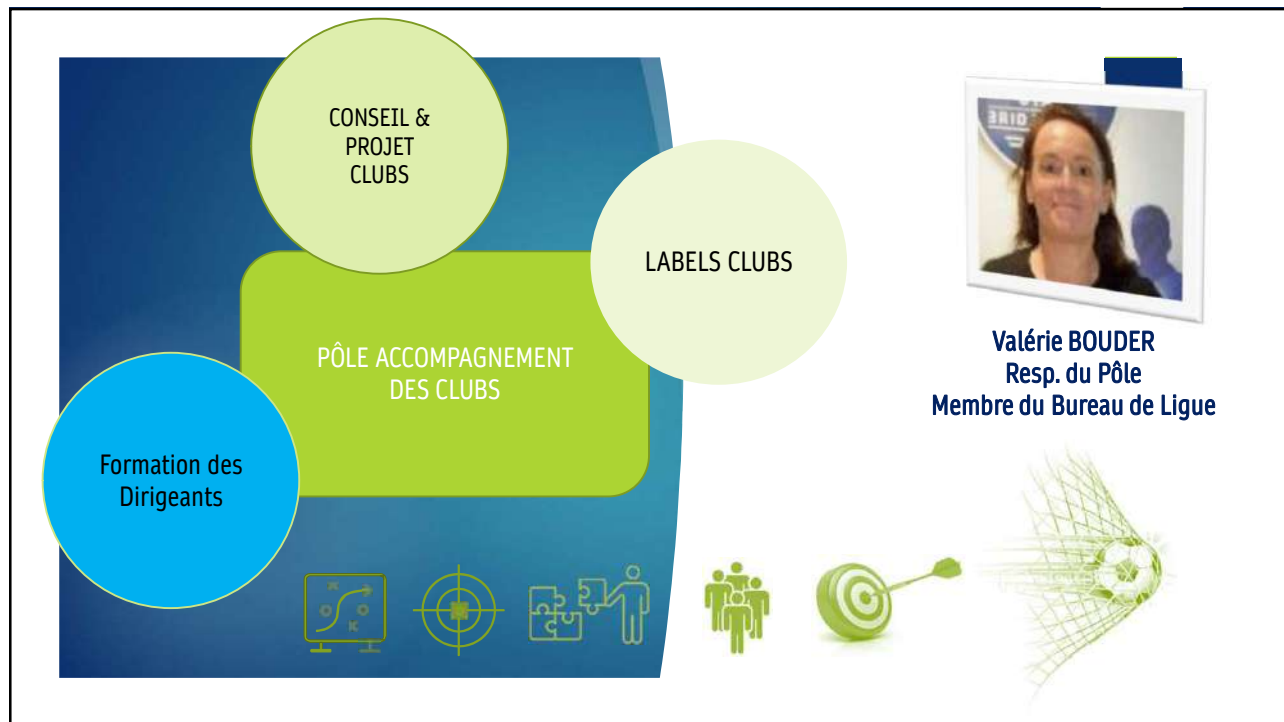 CONSEIL &
PROJET
CLUBS
LABELS CLUBS
PÔLE ACCOMPAGNEMENT
DES CLUBS
Formation des
Dirigeants
Valérie BOUDER
Resp. du Pôle
Membre du Bureau de Ligue